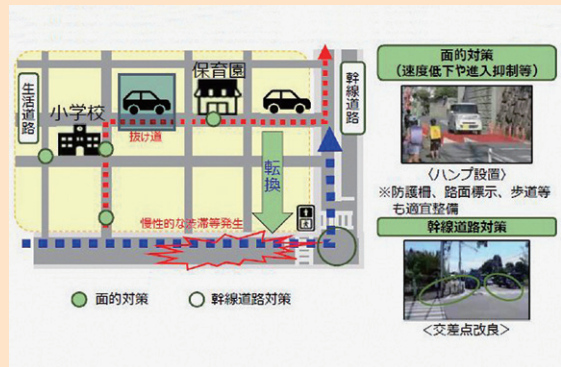 生活道路
小学校
保育園
抜け道
転換
慢性的な渋滞等発生
幹線道路
面的対策
幹線道路対策
面的対策
(速度低下や進入抑制等)
<ハンプ設置>
※防護柵、路面標示、歩道等
も適宜整備
幹線道路対策
<交差点改良>